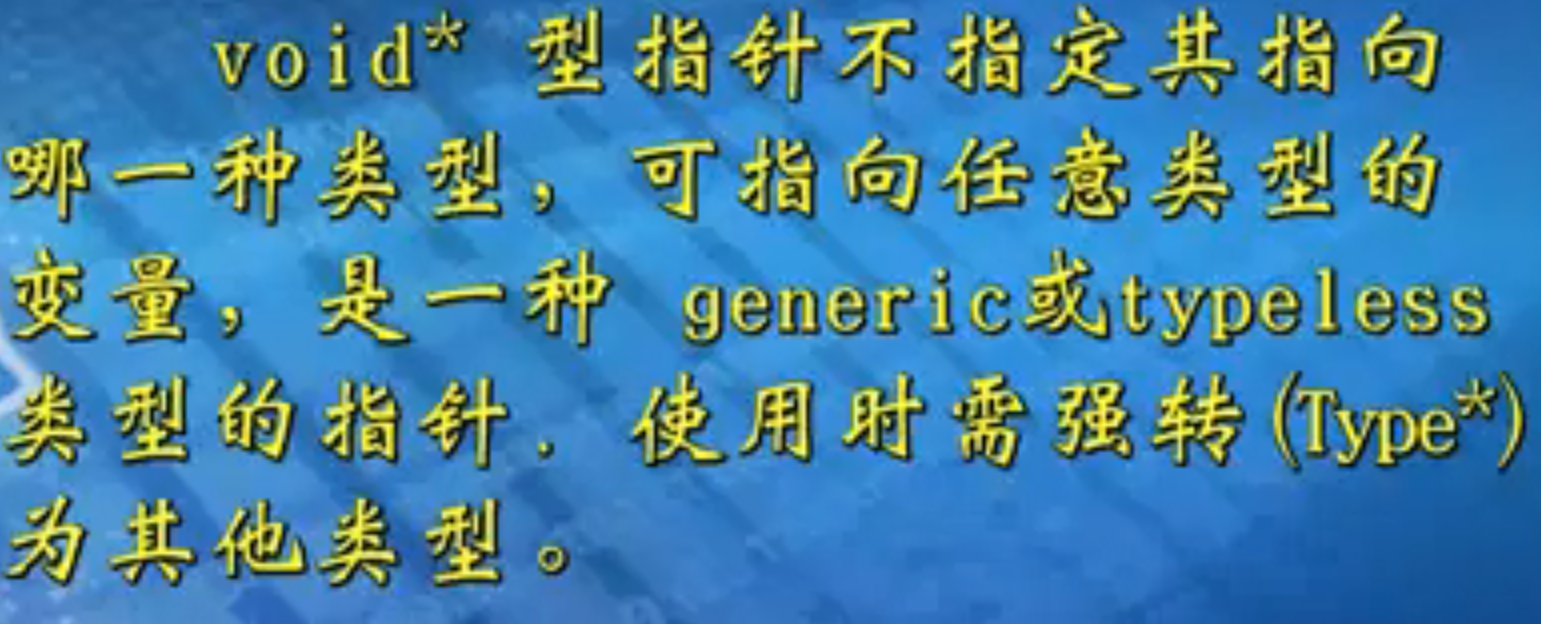 void* 型指针不指定其指向
哪一种类型，可指向任意类型的
变量，是一种 generic或typeless
类型的指针. 使用时需强转(Type*)
为其他类型。